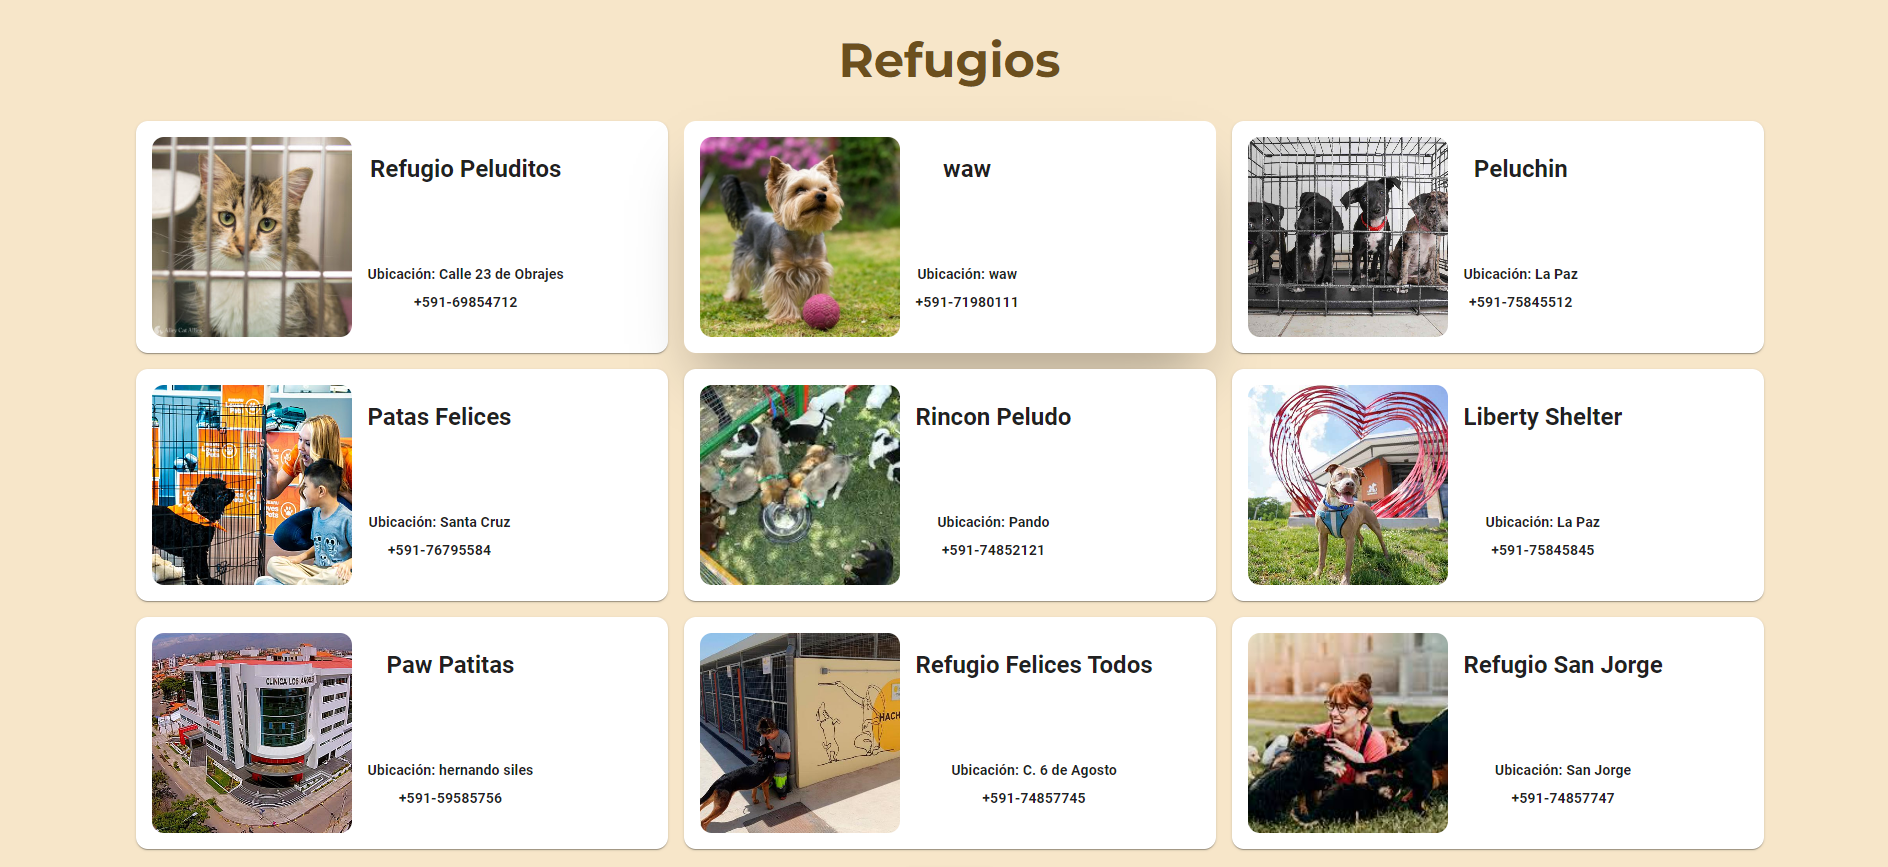 Refugios
Refugio Peluditos
Ubicación: Calle 23 de Obrajes
+591-69854712
waw
Ubicación: waw
+591-71980111
Peluchin
Ubicación: La Paz
+591-75845512
Patas Felices
Ubicación: Santa Cruz
+591-76795584
Rincon Peludo
Ubicación: Pando
+591-74852121
Liberty Shelter
Ubicación: La Paz
+591-75845845
CLINICA LOS
Paw Patitas
Ubicación: hernando siles
+591-59585756
HACH
Refugio Felices Todos
Ubicación: C. 6 de Agosto
+591-74857745
Refugio San Jorge
Ubicación: San Jorge
+591-74857747